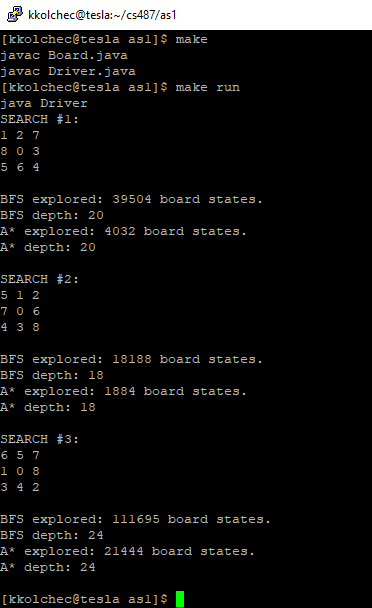 kkolchec@tesla:~/cs487/as1
[kkolchec@tesla as1]$ make
javac Board.java
javac Driver.java
[kkolchec@tesla as1]$ make run
java Driver
SEARCH #1:
1 2 7
8 0 3
5 6 4
BFS explored: 39504 board states.
BFS depth: 20
A* explored: 4032 board states.
A* depth: 20
SEARCH #2:
5 1 2
7 0 6
4 3 8
BFS explored: 18188 board states.
BFS depth: 18
A* explored: 1884 board states.
A* depth: 18
SEARCH #3:
6 5 7
1 0 8
3 4 2
BFS explored: 111695 board states.
BFS depth: 24
A* explored: 21444 board states.
A* depth: 24
[kkolchec@tesla as1]$